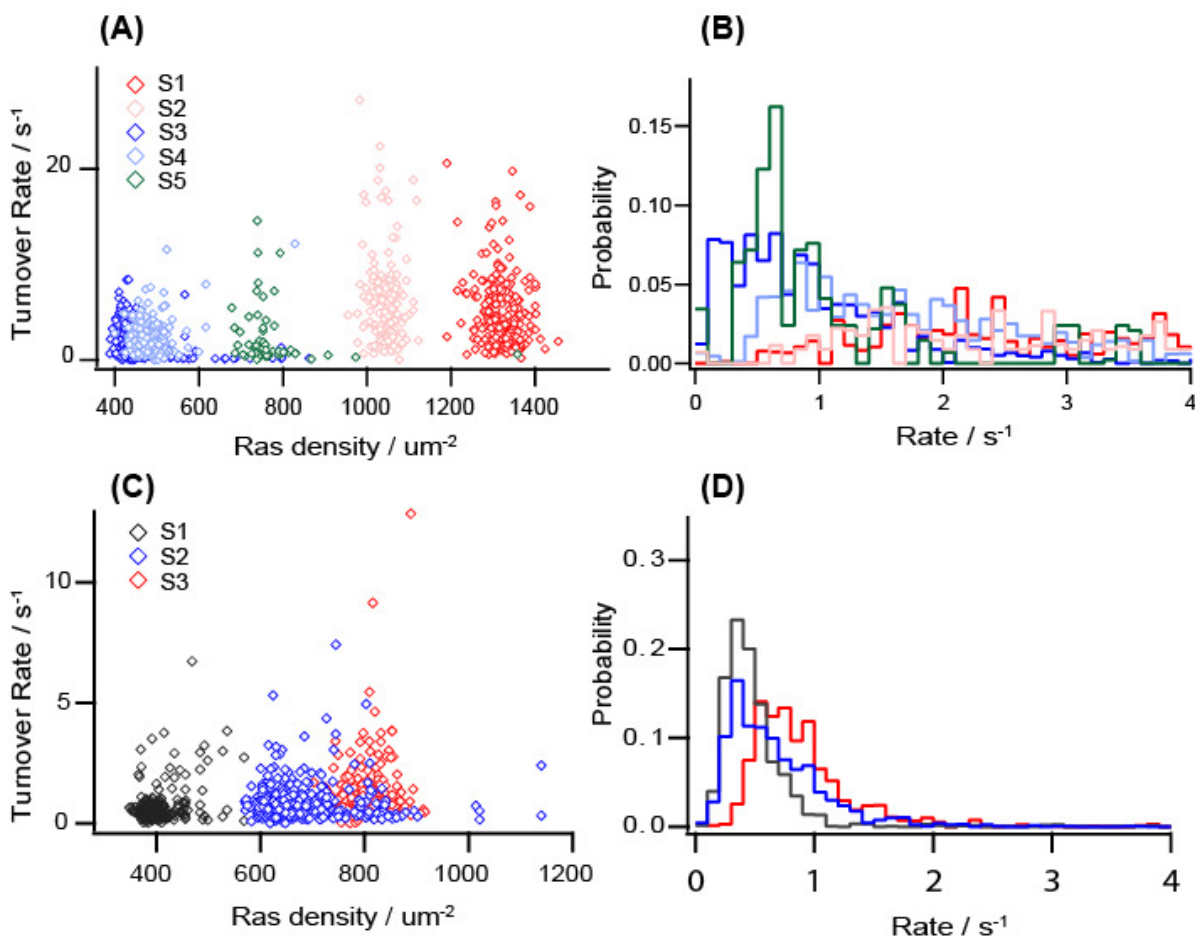 (A)
S1
S2
S3
S4
S5
20
0
Turnover Rate / s⁻¹
400 600 800 1000 1200 1400
Ras density / um⁻²
(B)
0.15
0.10
0.05
0.00
Probability
0 1 2 3 4
Rate / s⁻¹
(C)
S1
S2
S3
10
5
0
Turnover Rate / s⁻¹
400 600 800 1000 1200
Ras density / um⁻²
(D)
0.3
0.2
0.1
0.0
Probability
0 1 2 3 4
Rate / s⁻¹